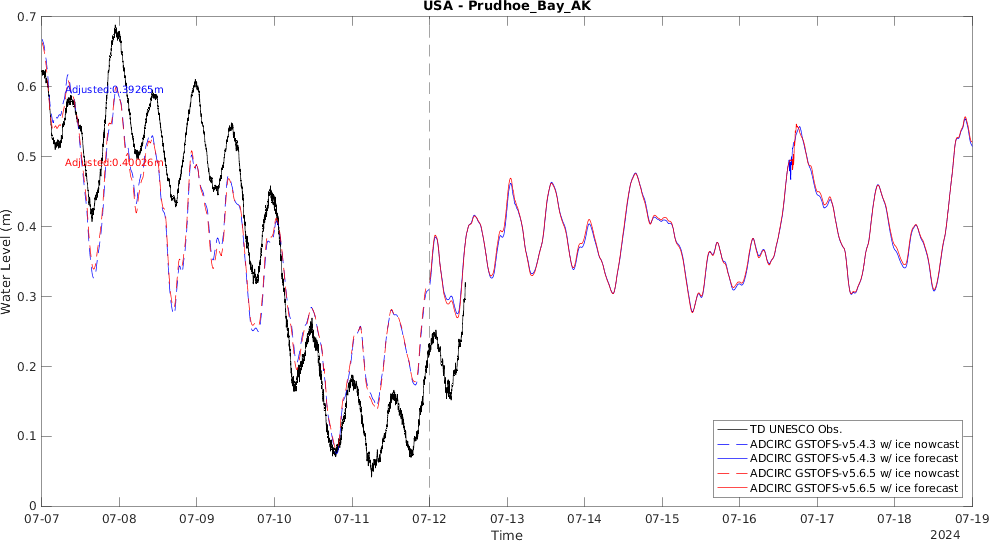 USA - Prudhoe_Bay_AK
0.7
0.6
0.5
0.4
0.3
0.2
0.1
0
Water Level (m)
Adjusted:0.39265m
Adjusted:0.40026m
TD UNESCO Obs.
ADCIRC GSTOFS-v5.4.3 w/ ice nowcast
ADCIRC GSTOFS-v5.4.3 w/ ice forecast
ADCIRC GSTOFS-v5.6.5 w/ ice nowcast
ADCIRC GSTOFS-v5.6.5 w/ ice forecast
07-07 07-08 07-09 07-10 07-11 07-12 07-13 07-14 07-15 07-16 07-17 07-18 07-19
Time
2024